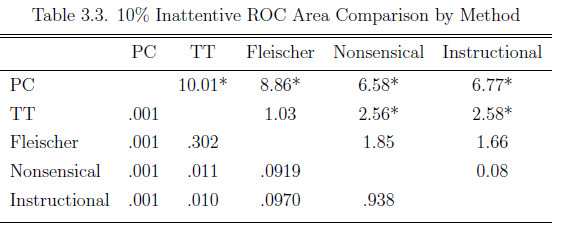 Table 3.3. 10% Inattentive ROC Area Comparison by Method
PC TT Fleischer Nonsensical Instructional
PC 10.01* 8.86* 6.58* 6.77*
TT .001 1.03 2.56* 2.58*
Fleischer .001 .302 1.85 1.66
Nonsensical .001 .011 .0919 0.08
Instructional .001 .010 .0970 .938